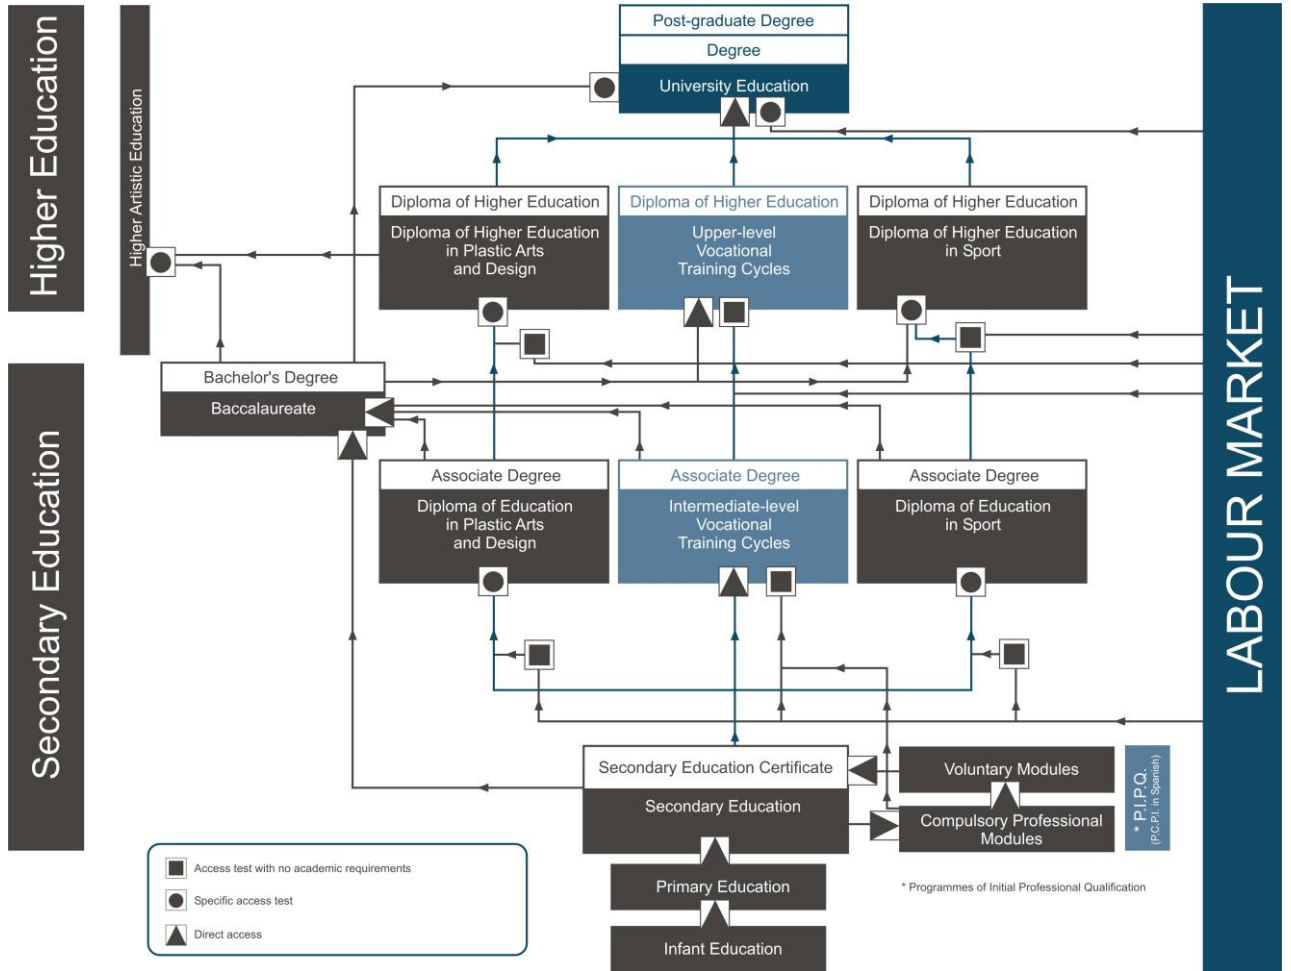 Higher Education
Secondary Education
Higher Artistic Education
Post-graduate Degree
Degree
University Education
Diploma of Higher Education
Diploma of Higher Education
in Plastic Arts
and Design
Diploma of Higher Education
Upper-level
Vocational
Training Cycles
Diploma of Higher Education
Diploma of Higher Education
in Sport
Bachelor's Degree
Baccalaureate
Associate Degree
Diploma of Education
in Plastic Arts
and Design
Associate Degree
Intermediate-level
Vocational
Training Cycles
Associate Degree
Diploma of Education
in Sport
LABOUR MARKET
Secondary Education Certificate
Secondary Education
Voluntary Modules
Compulsory Professional
Modules
* P.I.P.Q.
(P.C.P.I. in Spanish)
Primary Education
Infant Education
* Programmes of Initial Professional Qualification
Access test with no academic requirements
Specific access test
Direct access